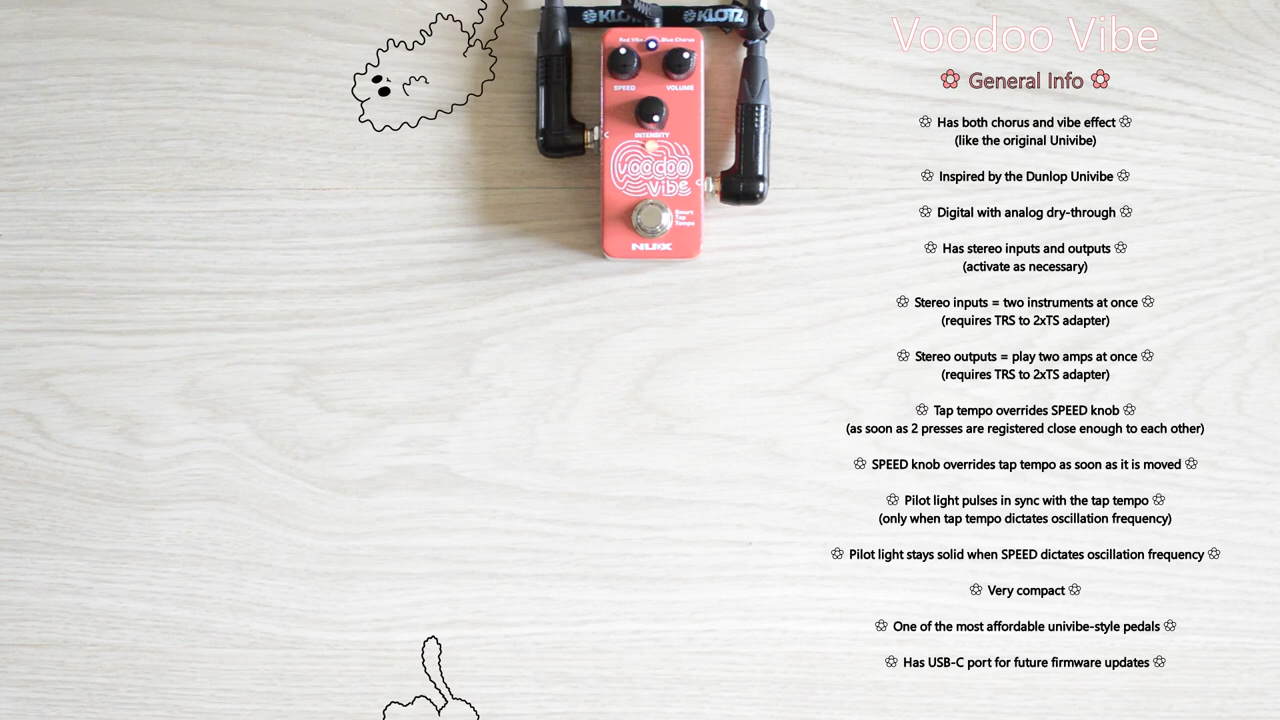 Voodoo Vibe
General Info
Has both chorus and vibe effect
(like the original Univibe)
Inspired by the Dunlop Univibe
Digital with analog dry-through
Has stereo inputs and outputs
(activate as necessary)
Stereo inputs = two instruments at once
(requires TRS to 2xTS adapter)
Stereo outputs = play two amps at once
(requires TRS to 2xTS adapter)
Tap tempo overrides SPEED knob
(as soon as 2 presses are registered close enough to each other)
SPEED knob overrides tap tempo as soon as it is moved
Pilot light pulses in sync with the tap tempo
(only when tap tempo dictates oscillation frequency)
Pilot light stays solid when SPEED dictates oscillation frequency
Very compact
One of the most affordable univibe-style pedals
Has USB-C port for future firmware updates
KLOTZ
KLOTZ
Red Vibe Blue Chorus
SPEED VOLUME
INTENSITY
voodoo
vibe
Tap
Tempo
NUX